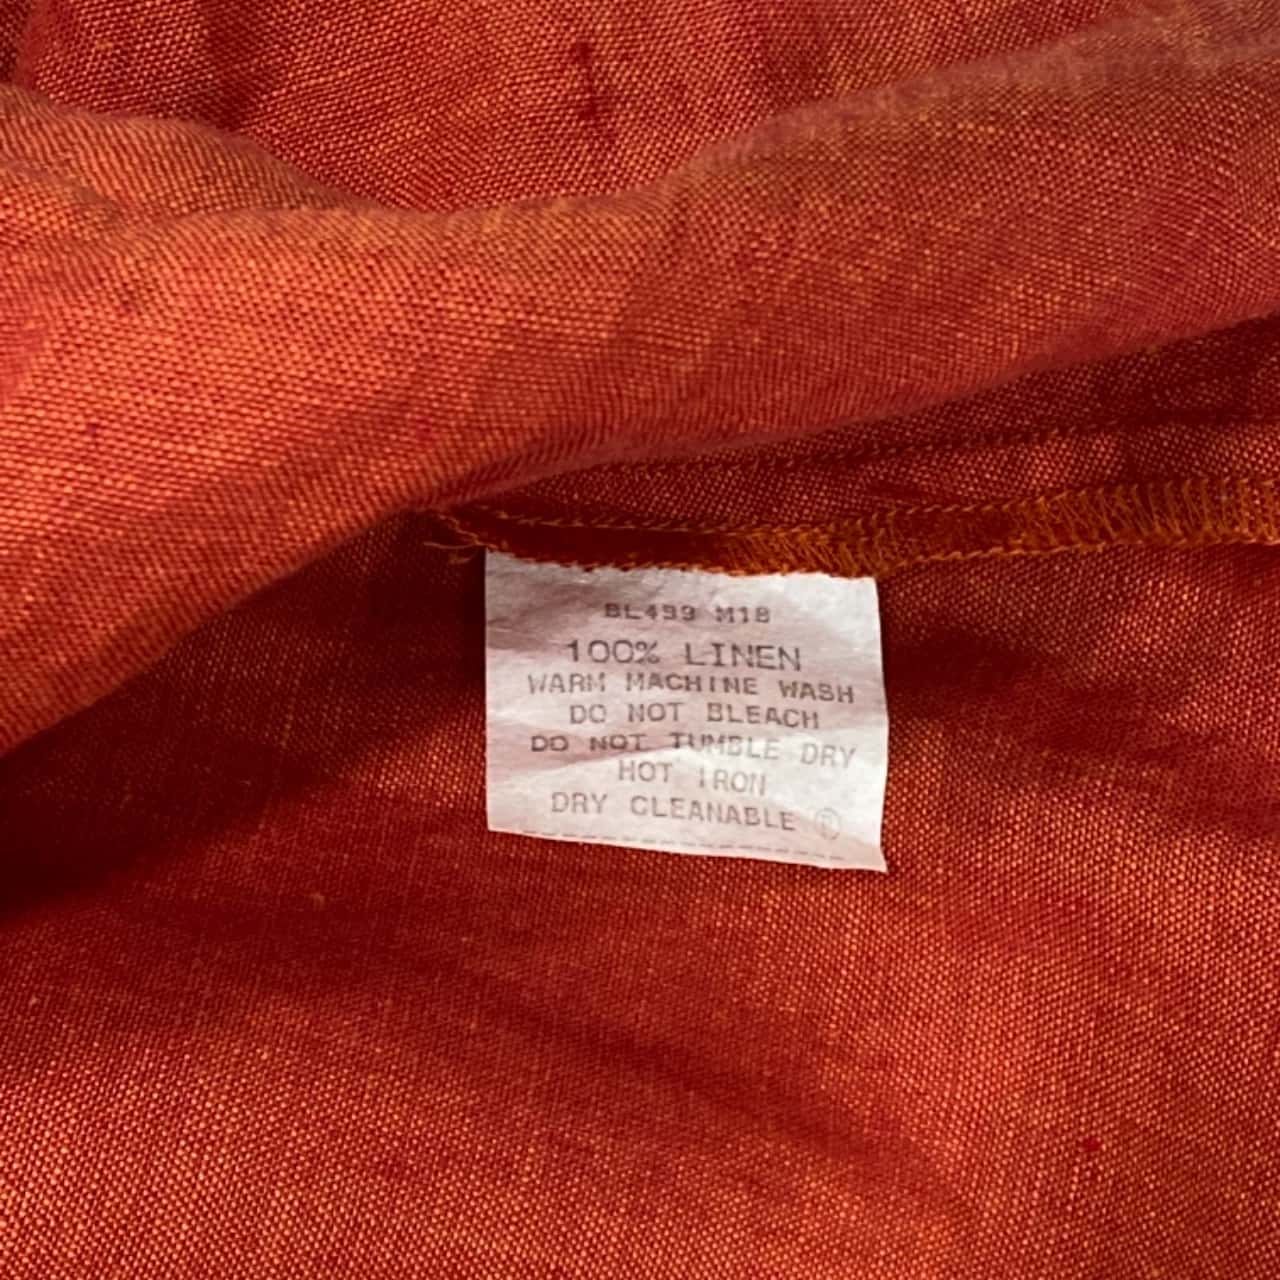 BL499 M18
100% LINEN
WARM MACHINE WASH
DO NOT BLEACH
DO NOT TUMBLE DRY
HOT IRON
DRY CLEANABLE Ⓟ